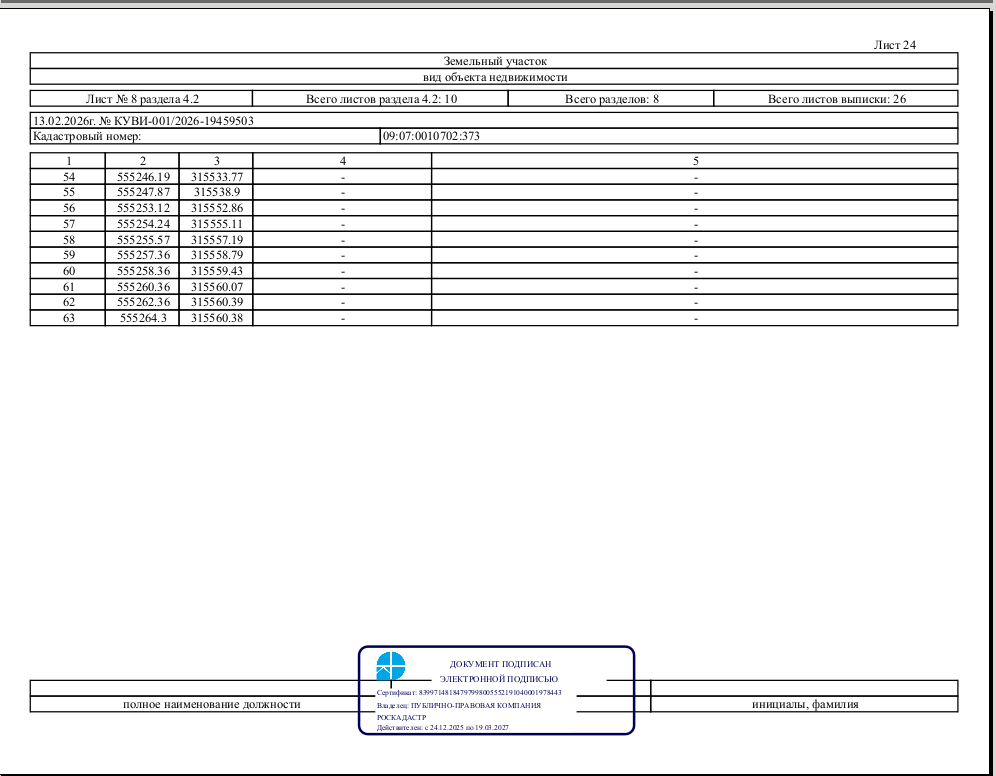 Лист 24
Земельный участок
вид объекта недвижимости
Лист № 8 раздела 4.2 Всего листов раздела 4.2: 10 Всего разделов: 8 Всего листов выписки: 26
13.02.2026г. № КУВИ-001/2026-19459503
Кадастровый номер: 09:07:0010702:373
1 2 3 4 5
54 555246.19 315533.77 - -
55 555247.87 315538.9 - -
56 555253.12 315552.86 - -
57 555254.24 315555.11 - -
58 555255.57 315557.19 - -
59 555257.36 315558.79 - -
60 555258.36 315559.43 - -
61 555260.36 315560.07 - -
62 555262.36 315560.39 - -
63 555264.3 315560.38 - -
ДОКУМЕНТ ПОДПИСАН
ЭЛЕКТРОННОЙ ПОДПИСЬЮ
Сертификат: 83997148184797998005552191040001978443
Владелец: ПУБЛИЧНО-ПРАВОВАЯ КОМПАНИЯ
РОСКАДАСТР
Действителен: с 24.12.2025 по 19.03.2027
полное наименование должности инициалы, фамилия